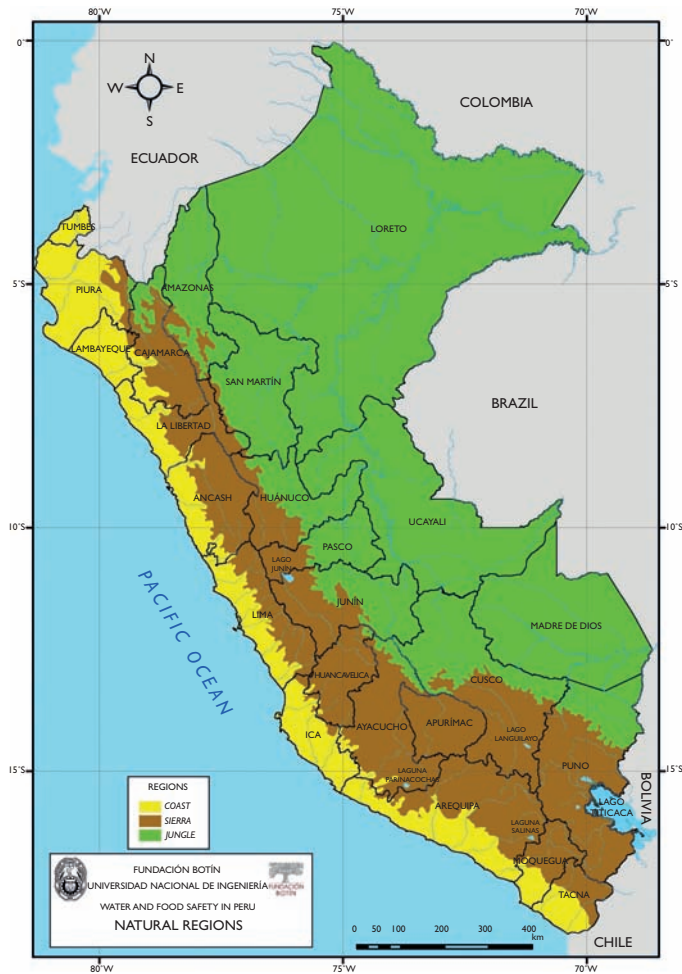 80°W
75°W
70°W
0°
N
W
E
S
COLOMBIA
ECUADOR
LORETO
TUMBES
5°S
5°S
PIURA
AMAZONAS
LAMBAYEQUE
CAJAMARCA
SAN MARTÍN
BRAZIL
LA LIBERTAD
ÁNCASH
HUÁNUCO
UCAYALI
10°S
10°S
PASCO
LAGO
JUNÍN
JUNÍN
LIMA
MADRE DE DIOS
PACIFIC OCEAN
HUANCAVELICA
CUSCO
ICA
AYACUCHO
APURÍMAC
LAGO
LANGUILAYO
PUNO
15°S
15°S
LAGUNA
PARINACOCHAS
LAGO
TITICACA
BOLIVIA
AREQUIPA
LAGUNA
SALINAS
MOQUEGUA
TACNA
CHILE
REGIONS
COAST
SIERRA
JUNGLE
FUNDACIÓN BOTÍN
UNIVERSIDAD NACIONAL DE INGENIERÍA
FUNDACIÓN
BOTÍN
WATER AND FOOD SAFETY IN PERU
NATURAL REGIONS
0 50 100 200 300 400
km
80°W
75°W
70°W